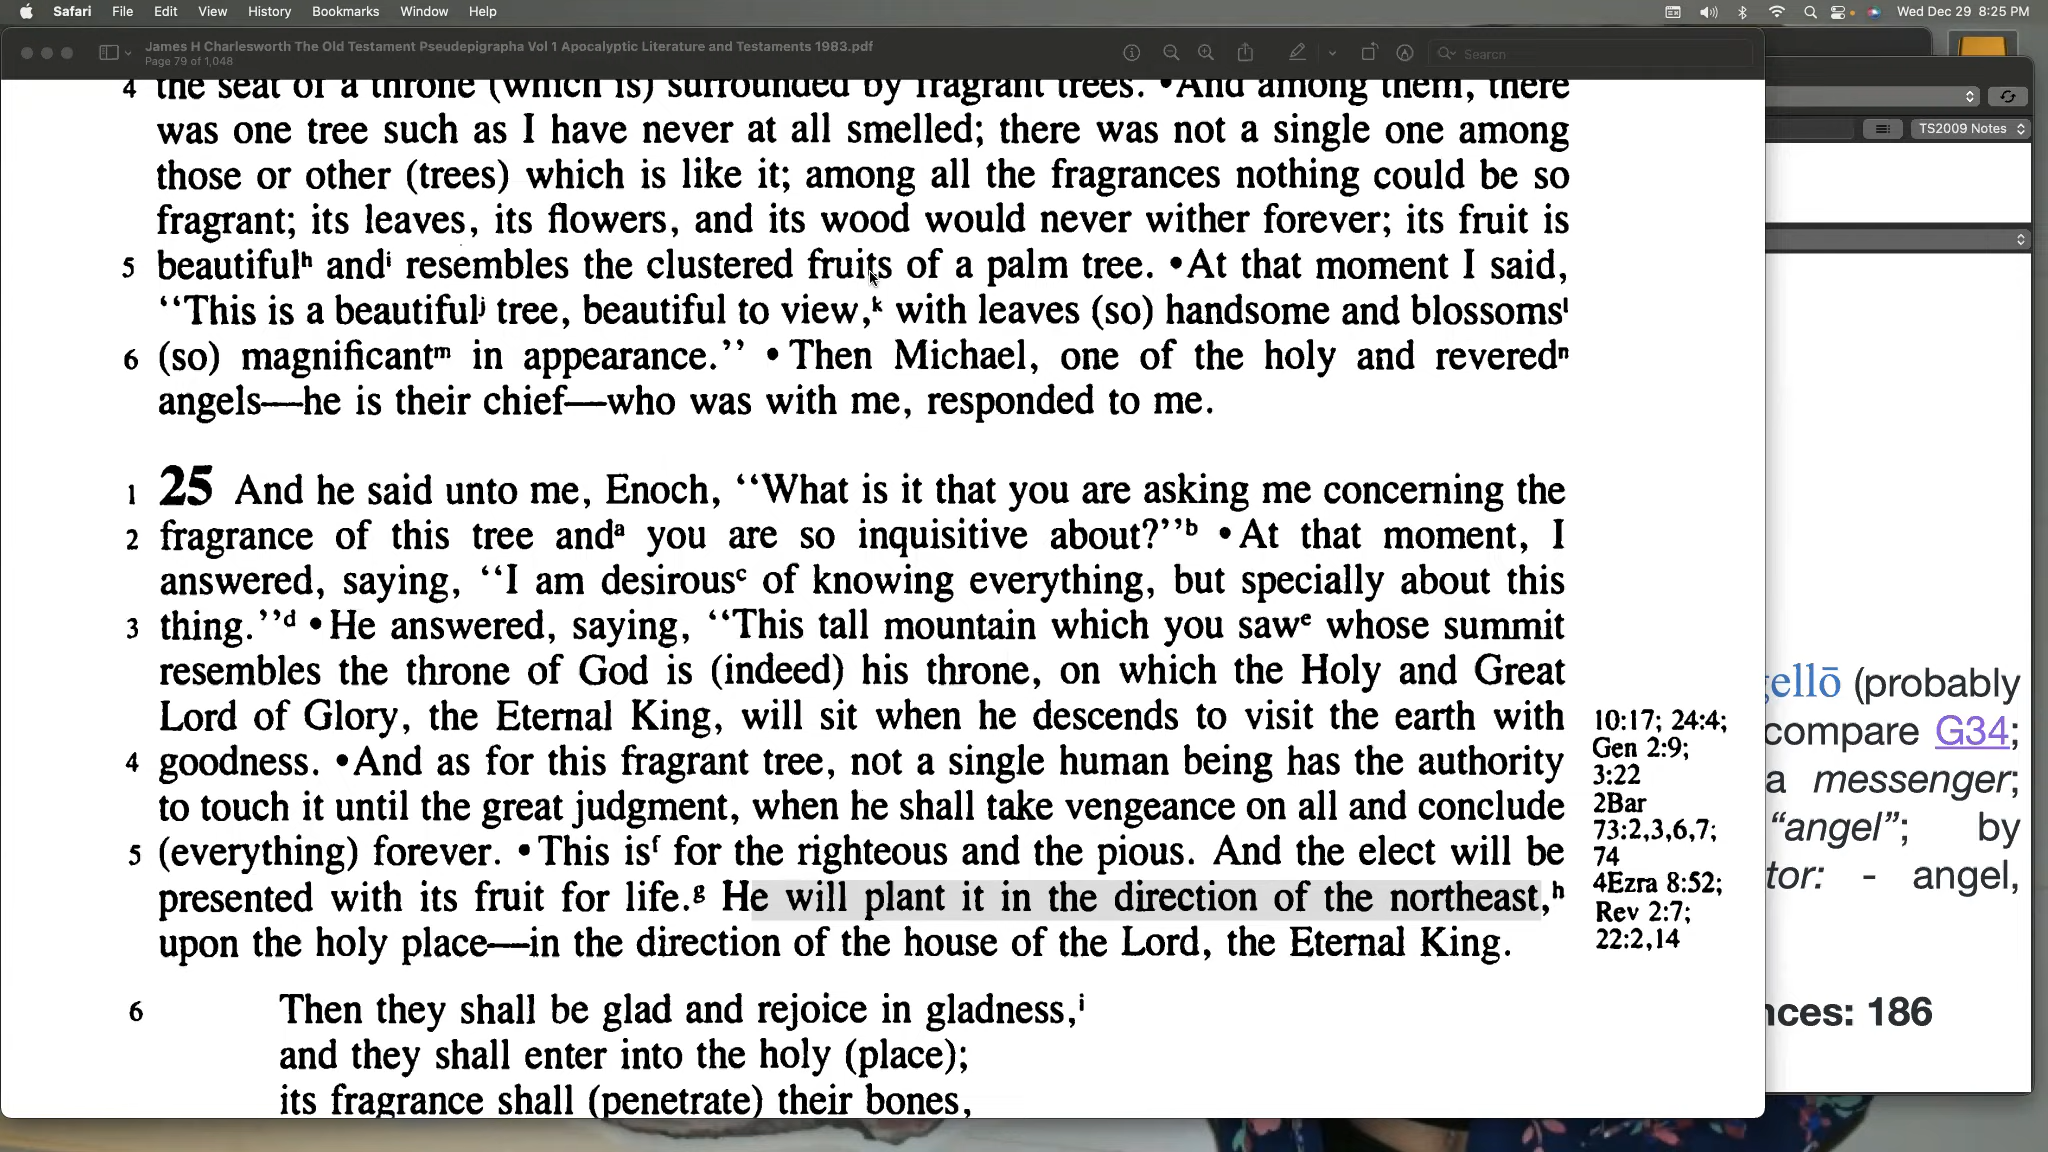 Safari File Edit View History Bookmarks Window Help
Wed Dec 29 8:25 PM
James H Charlesworth The Old Testament Pseudepigrapha Vol 1 Apocalyptic Literature and Testaments 1983.pdf
Page 79 of 1,048
Search
TS2009 Notes
4 the seat of a throne (which is) surrounded by fragrant trees. •And among them, there
was one tree such as I have never at all smelled; there was not a single one among
those or other (trees) which is like it; among all the fragrances nothing could be so
fragrant; its leaves, its flowers, and its wood would never wither forever; its fruit is
5 beautifulʰ andⁱ resembles the clustered fruits of a palm tree. •At that moment I said,
‘‘This is a beautifulʲ tree, beautiful to view,ᵏ with leaves (so) handsome and blossomsˡ
6 (so) magnificantᵐ in appearance.’’ • Then Michael, one of the holy and reveredⁿ
angels—he is their chief—who was with me, responded to me.
1 25 And he said unto me, Enoch, ‘‘What is it that you are asking me concerning the
2 fragrance of this tree andᵃ you are so inquisitive about?’’ᵇ •At that moment, I
answered, saying, ‘‘I am desirousᶜ of knowing everything, but specially about this
3 thing.’’ᵈ •He answered, saying, ‘‘This tall mountain which you sawᵉ whose summit
resembles the throne of God is (indeed) his throne, on which the Holy and Great
Lord of Glory, the Eternal King, will sit when he descends to visit the earth with
4 goodness. •And as for this fragrant tree, not a single human being has the authority
to touch it until the great judgment, when he shall take vengeance on all and conclude
5 (everything) forever. •This isᶠ for the righteous and the pious. And the elect will be
presented with its fruit for life.ᵍ He will plant it in the direction of the northeast,ʰ
upon the holy place—in the direction of the house of the Lord, the Eternal King.
6 Then they shall be glad and rejoice in gladness,ⁱ
and they shall enter into the holy (place);
its fragrance shall (penetrate) their bones,
10:17; 24:4;
Gen 2:9;
3:22
2Bar
73:2,3,6,7;
74
4Ezra 8:52;
Rev 2:7;
22:2,14
gellō (probably
compare G34;
a messenger;
“angel”; by
tor: - angel,
nces: 186